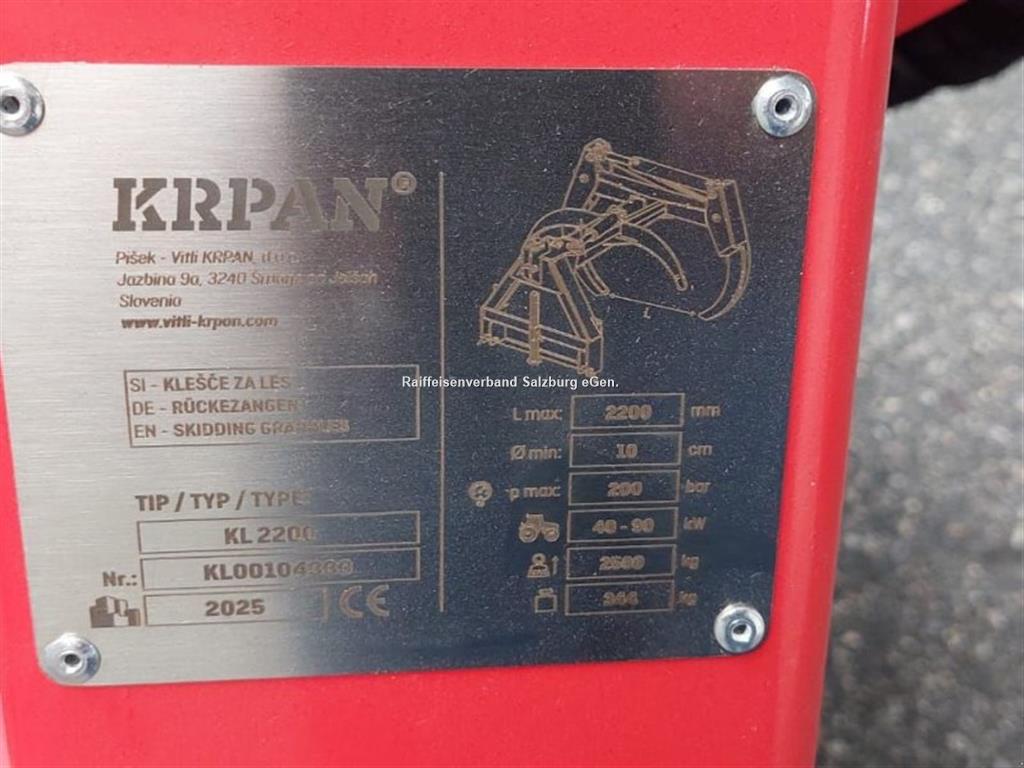 KRPAN®
Pišek - Vitli KRPAN, d.o.o.
Jazbina 9a, 3240 Šmarje pri Jelšah
Slovenia
www.vitli-krpan.com
SI - KLEŠČE ZA LES
DE - RÜCKEZANGEN
EN - SKIDDING GRAPPLES
TIP / TYP / TYPE:
KL 2200
Nr.:
2025 CE
L
Raiffeisenverband Salzburg eGen.
L max: 2200 mm
Ø min: 10 cm
p max: 200 bar
40 - 90 kW
2500 kg
344 kg